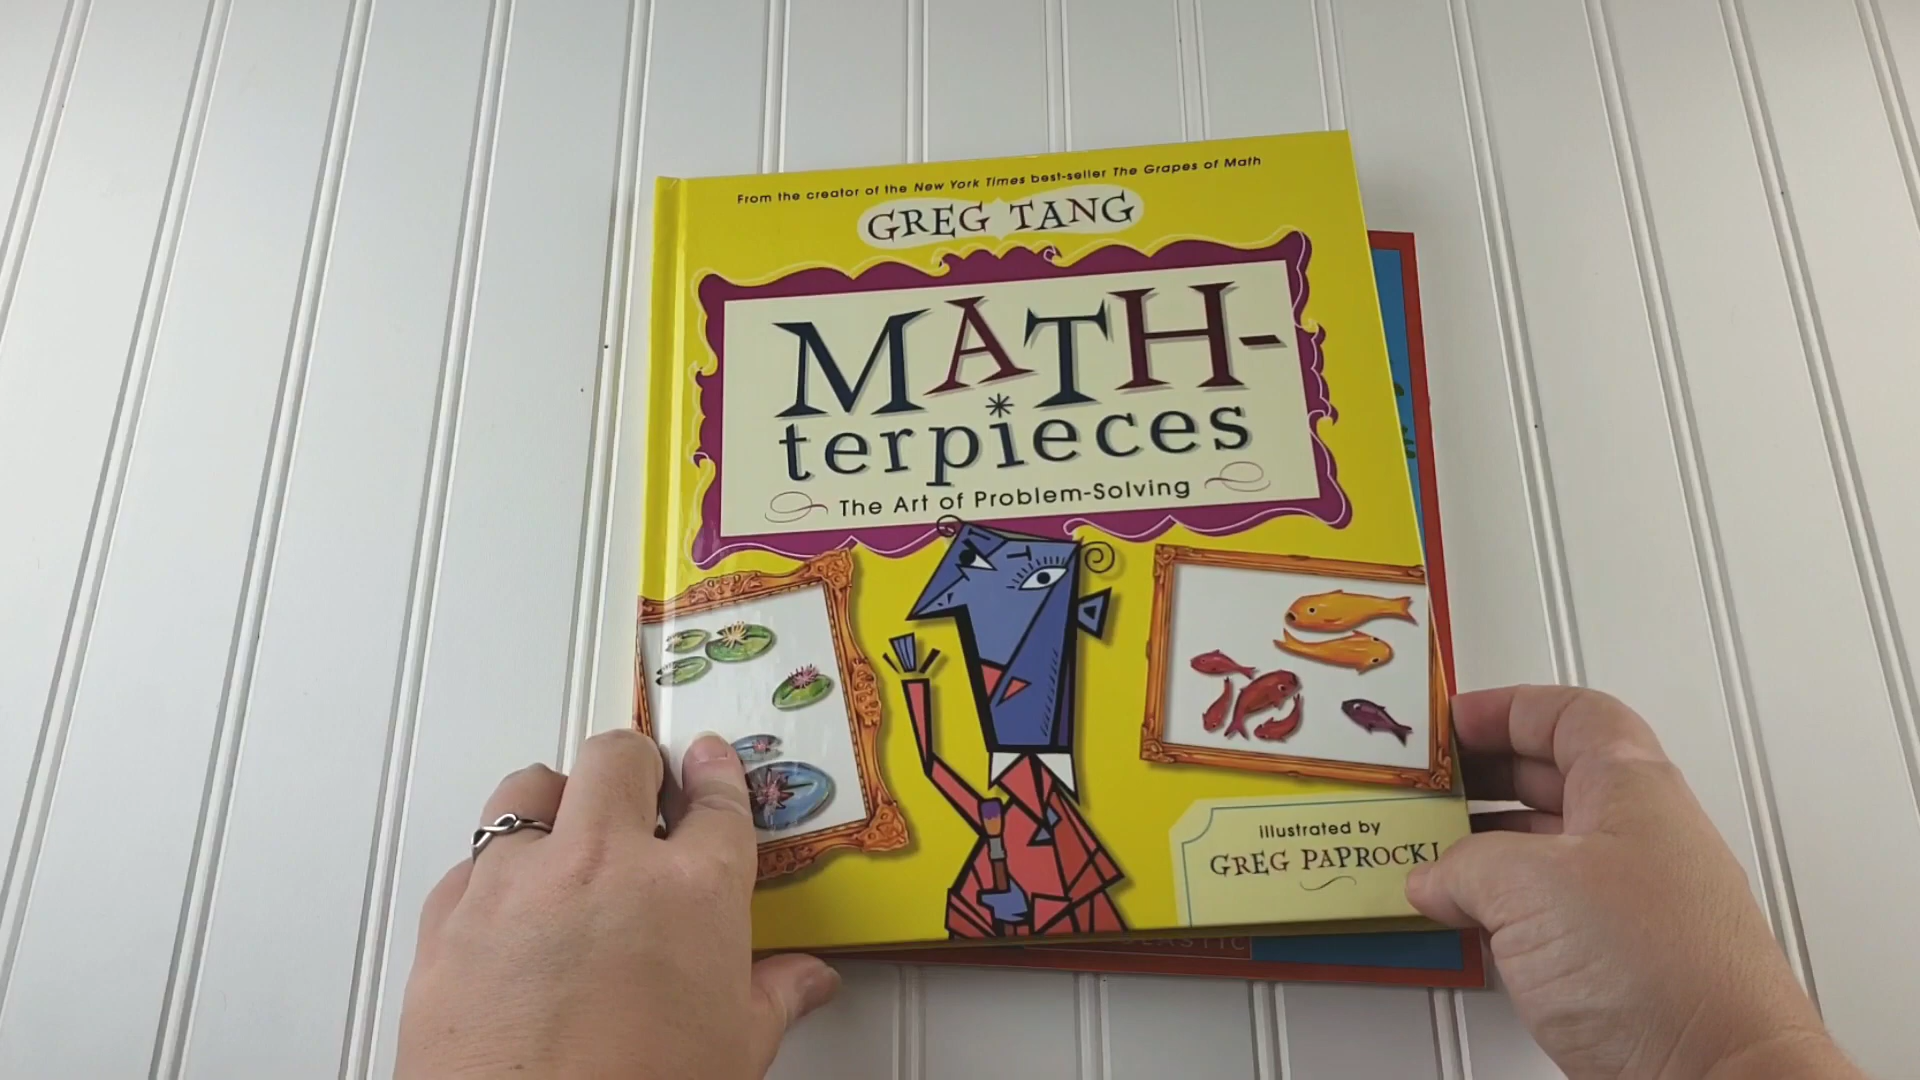 From the creator of the New York Times best-seller The Grapes of Math
GREG TANG
MATH-
terpieces
The Art of Problem-Solving
illustrated by
GREG PAPROCKI